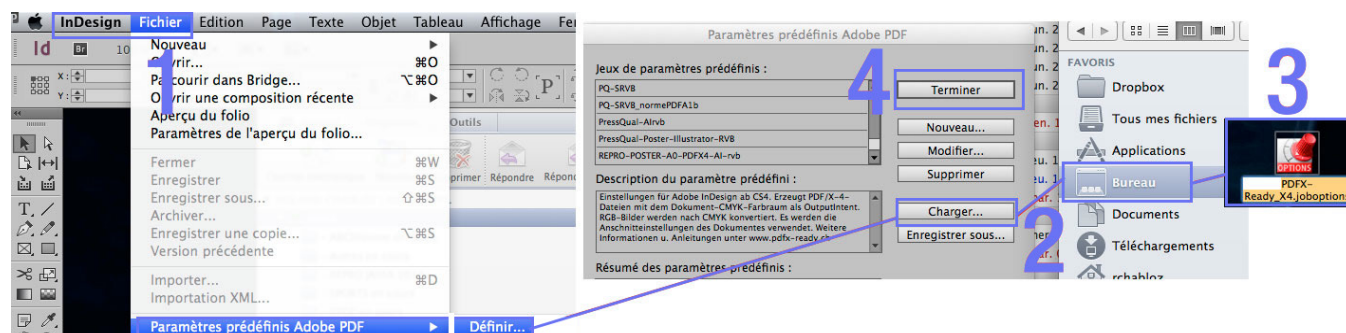 InDesign Fichier Edition Page Texte Objet Tableau Affichage
Id Br 10
X:
Y:
Nouveau
Ouvrir... ⌘O
Parcourir dans Bridge... ⌥⌘O
Ouvrir une composition récente
Aperçu du folio
Paramètres de l'aperçu du folio...
Fermer ⌘W
Enregistrer ⌘S
Enregistrer sous... ⇧⌘S
Archiver...
Enregistrer une copie... ⌥⌘S
Version précédente
Importer... ⌘D
Importation XML...
Paramètres prédéfinis Adobe PDF
Définir...
1
Outils
primer Répondre Répond
Paramètres prédéfinis Adobe PDF
Jeux de paramètres prédéfinis :
PQ-SRVB
PQ-SRVB_normePDFA1b
PressQual-AIrvb
PressQual-Poster-Illustrator-RVB
REPRO-POSTER-A0-PDFX4-AI-rvb
Description du paramètre prédéfini :
Einstellungen für Adobe InDesign ab CS4. Erzeugt PDF/X-4-
Dateien mit dem Dokument-CMYK-Farbraum als OutputIntent.
RGB-Bilder werden nach CMYK konvertiert. Es werden die
Anschnitteinstellungen des Dokumentes verwendet. Weitere
Informationen u. Anleitungen unter www.pdfx-ready.ch
Résumé des paramètres prédéfinis :
4
Terminer
Nouveau...
Modifier...
Supprimer
Charger...
Enregistrer sous...
2
FAVORIS
Dropbox
Tous mes fichiers
Applications
Bureau
Documents
Téléchargements
rchabloz
3
OPTIONS
PDFX-
Ready_X4.joboptions